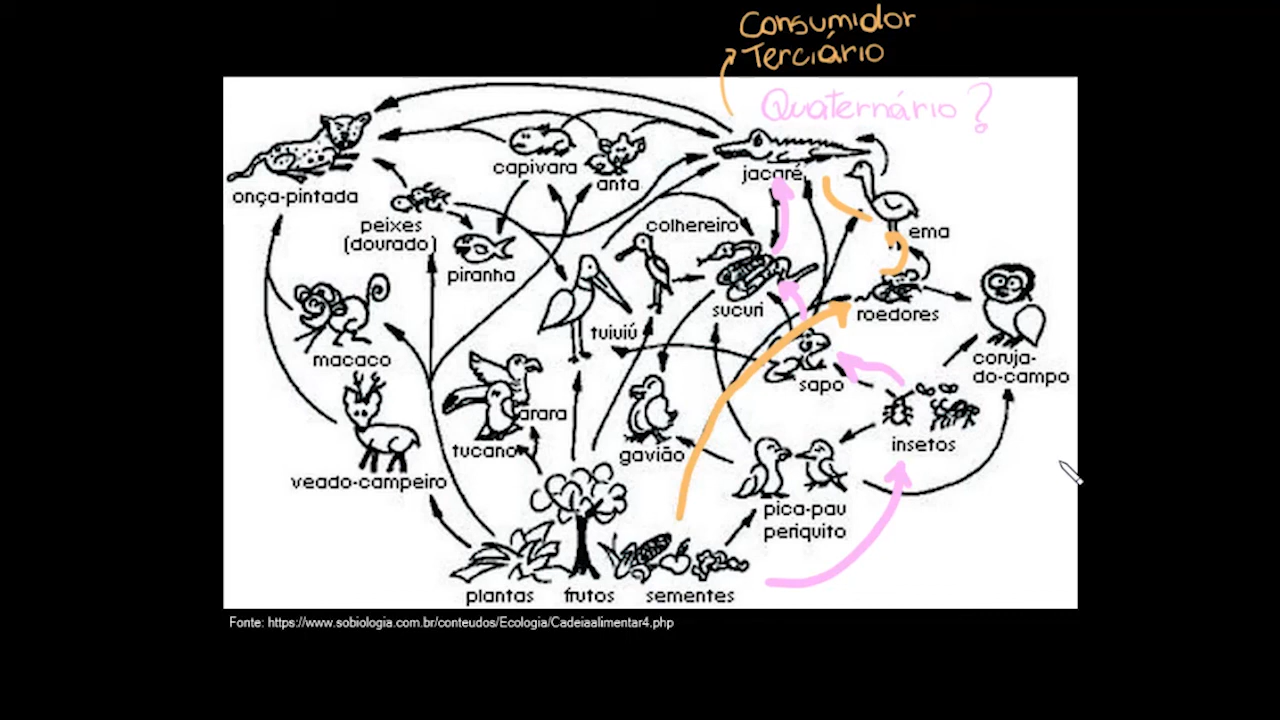 Consumidor
Terciário
Quaternário?
capivara
anta
jacaré
onça-pintada
peixes
(dourado)
colhereiro
ema
piranha
sucuri
roedores
tuiuiú
macaco
sapo
coruja-
do-campo
arara
tucano
gavião
insetos
veado-campeiro
pica-pau
periquito
plantas frutos sementes
Fonte: https://www.sobiologia.com.br/conteudos/Ecologia/Cadeiaalimentar4.php